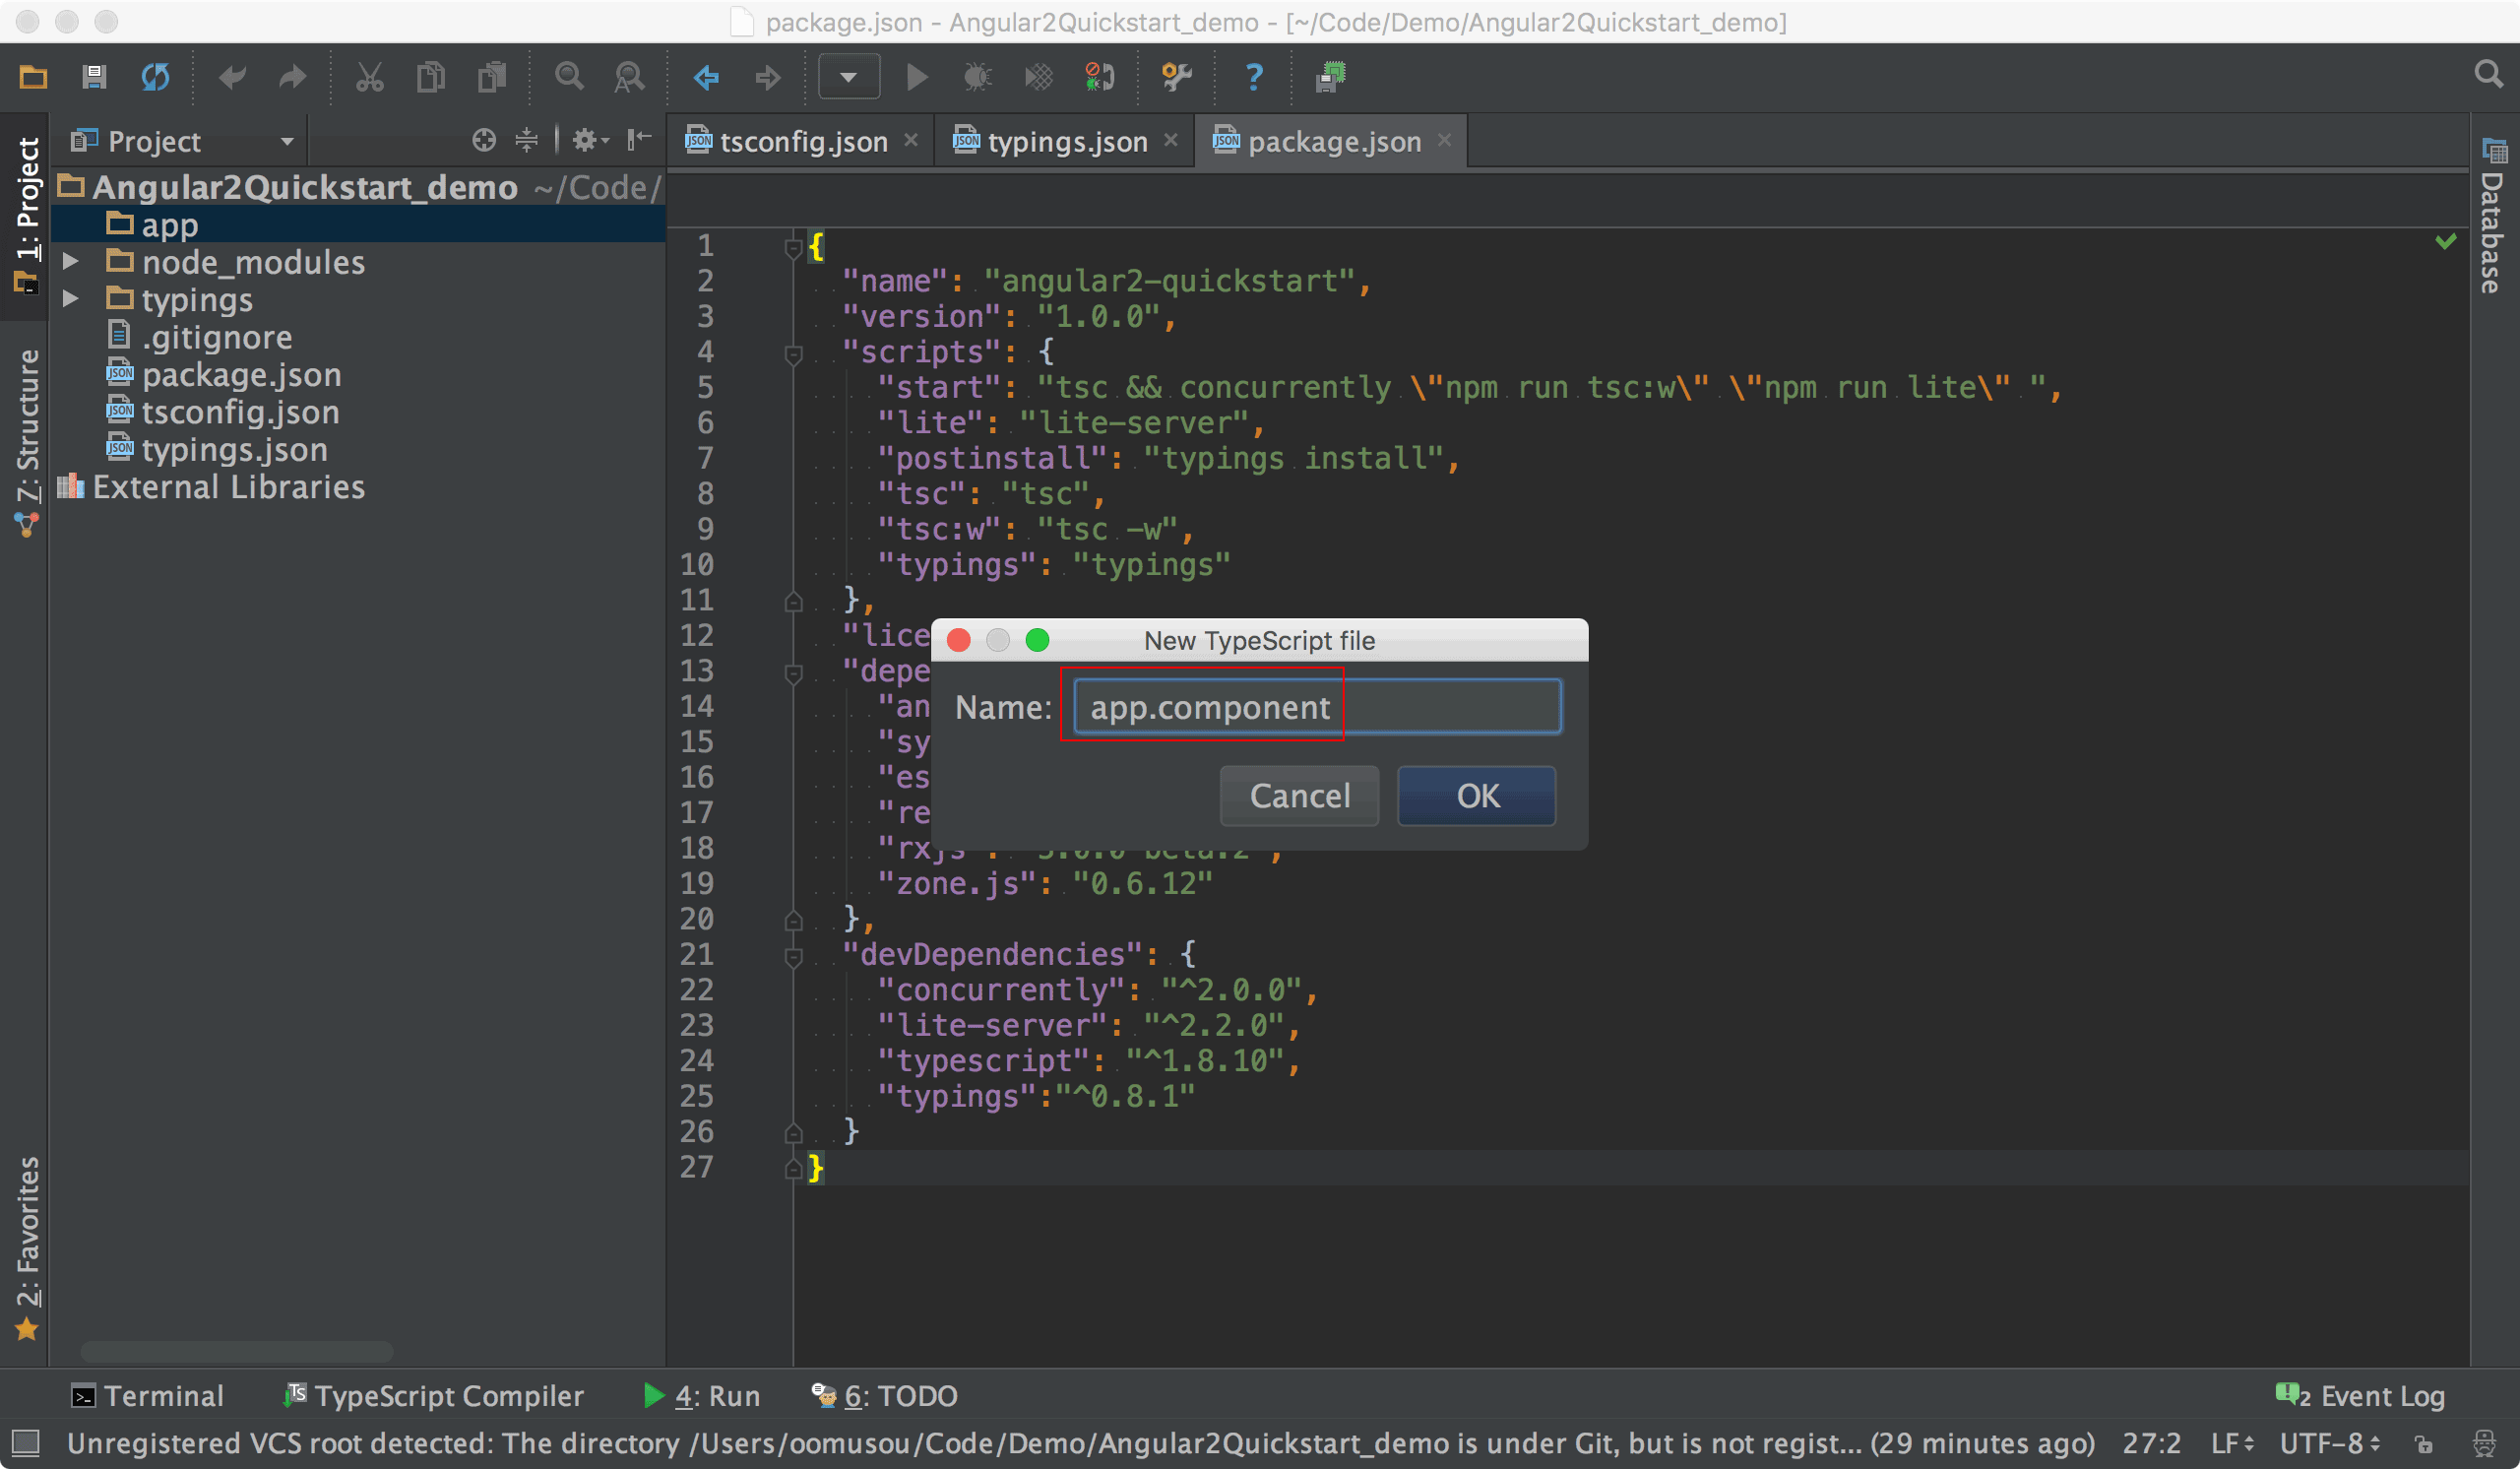 package.json - Angular2Quickstart_demo - [~/Code/Demo/Angular2Quickstart_demo]
Project
tsconfig.json
typings.json
package.json
1: Project
7: Structure
2: Favorites
Database
Angular2Quickstart_demo ~/Code/
app
node_modules
typings
.gitignore
package.json
tsconfig.json
typings.json
External Libraries
1 {
2 "name": "angular2-quickstart",
3 "version": "1.0.0",
4 "scripts": {
5 "start": "tsc && concurrently \"npm run tsc:w\" \"npm run lite\" ",
6 "lite": "lite-server",
7 "postinstall": "typings install",
8 "tsc": "tsc",
9 "tsc:w": "tsc -w",
10 "typings": "typings"
11 },
12 "lice
13 "depe
14 "an
15 "sy
16 "es
17 "re
18 "rxjs
19 "zone.js": "0.6.12"
20 },
21 "devDependencies": {
22 "concurrently": "^2.0.0",
23 "lite-server": "^2.2.0",
24 "typescript": "^1.8.10",
25 "typings":"^0.8.1"
26 }
27 }
New TypeScript file
Name: app.component
Cancel
OK
Terminal
TypeScript Compiler
4: Run
6: TODO
2 Event Log
Unregistered VCS root detected: The directory /Users/oomusou/Code/Demo/Angular2Quickstart_demo is under Git, but is not regist... (29 minutes ago)
27:2
LF
UTF-8